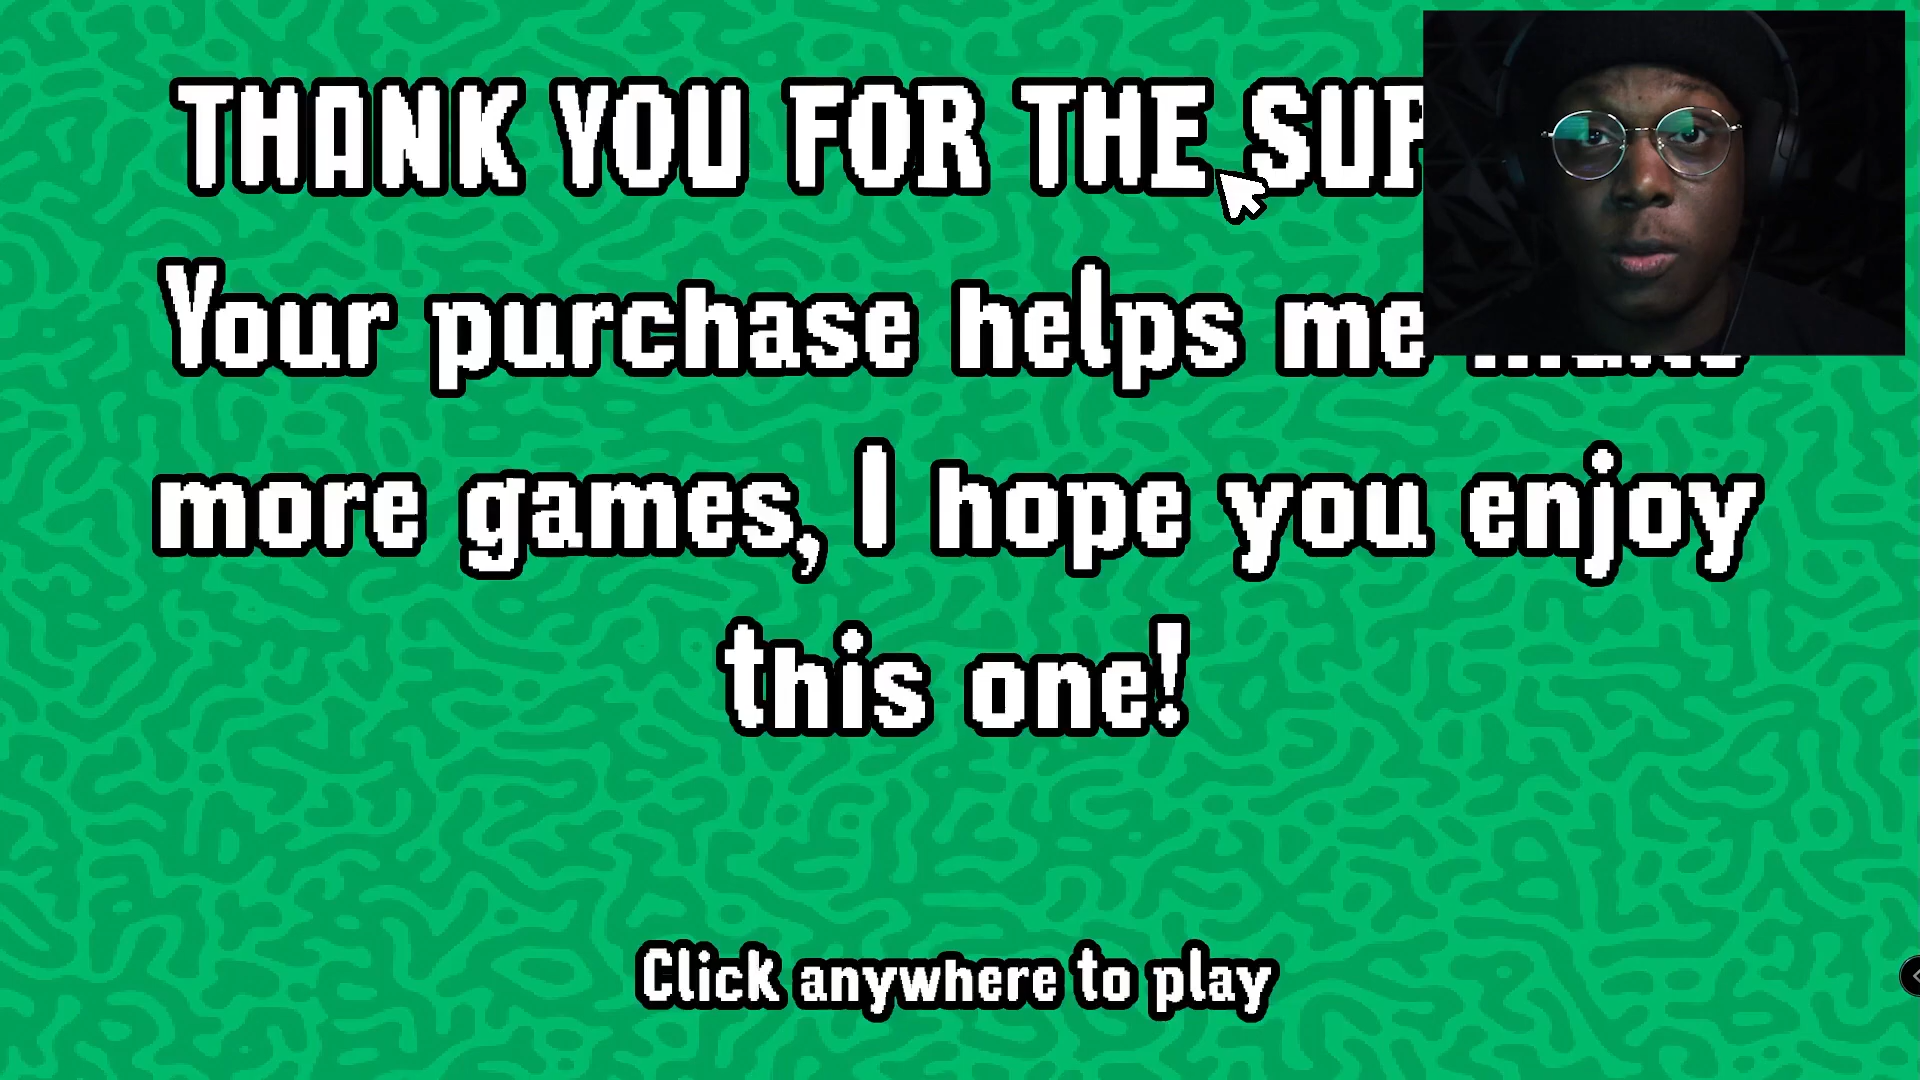 THANK YOU FOR THE
Your purchase helps me
more games, I hope you enjoy
this one!
Click anywhere to play